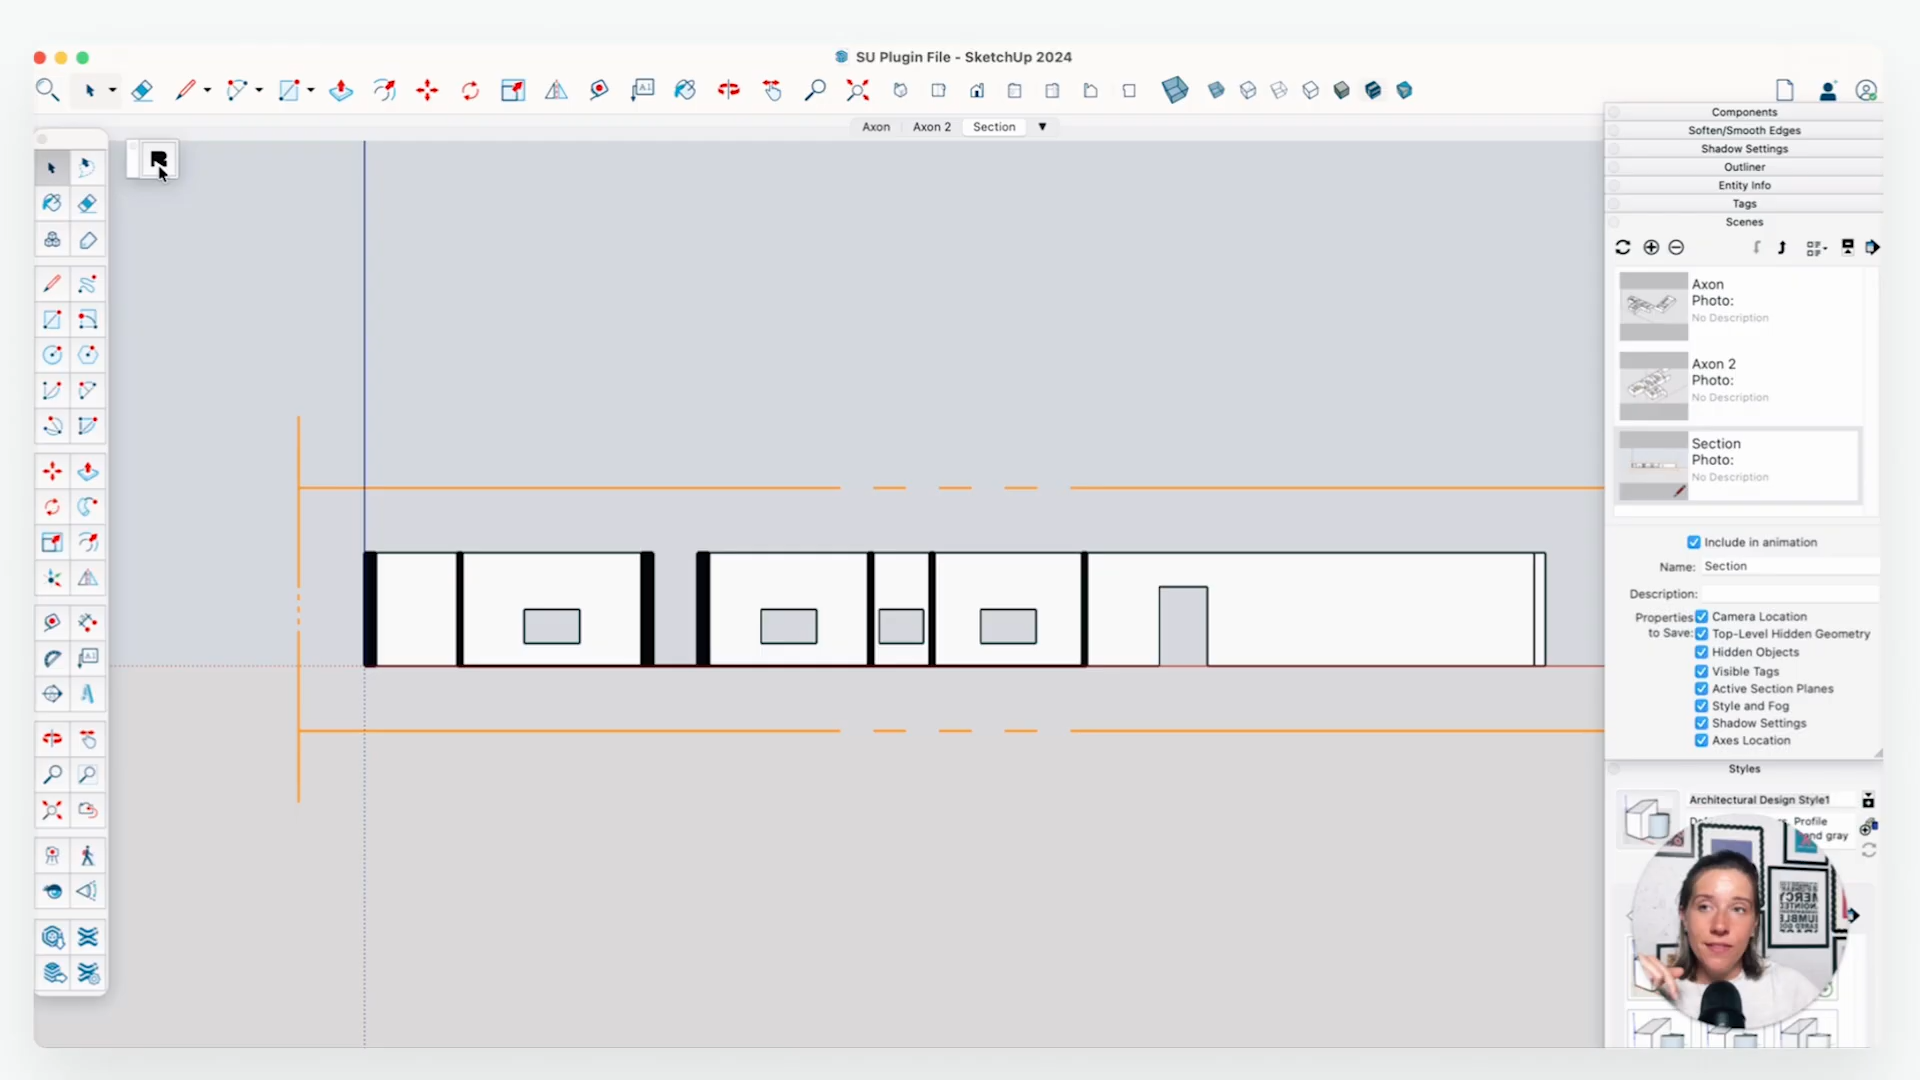 SU Plugin File - SketchUp 2024
Axon
Axon 2
Section
Components
Soften/Smooth Edges
Shadow Settings
Outliner
Entity Info
Tags
Scenes
Axon
Photo:
No Description
Axon 2
Photo:
No Description
Section
Photo:
No Description
Include in animation
Name: Section
Description:
Properties to Save:
Camera Location
Top-Level Hidden Geometry
Hidden Objects
Visible Tags
Active Section Planes
Style and Fog
Shadow Settings
Axes Location
Styles
Architectural Design Style1
Profile
nd gray
MERCY